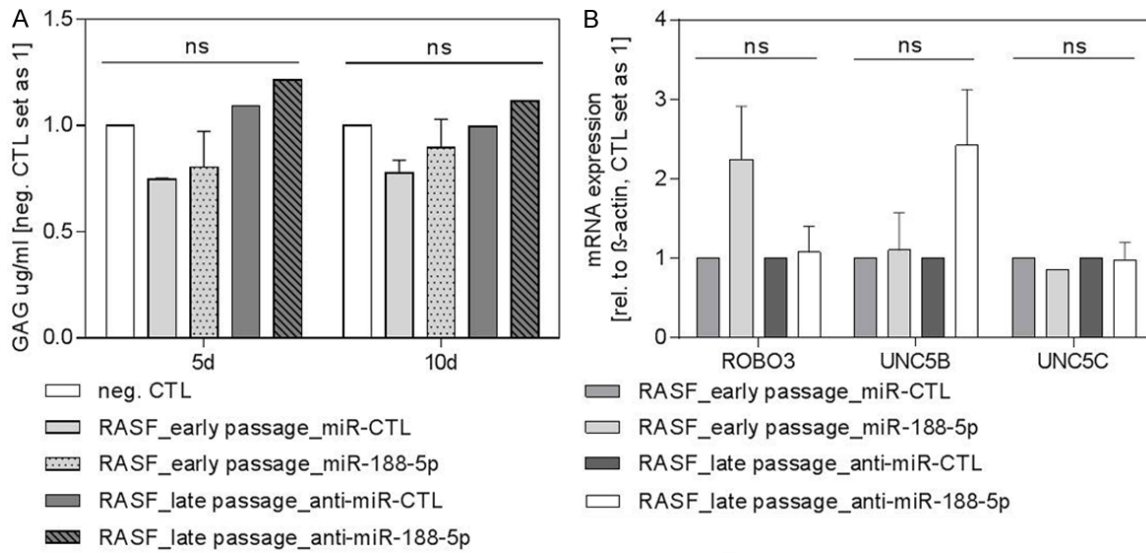 A
GAG ug/ml [neg. CTL set as 1]
1.5
1.0
0.5
0.0
ns
ns
5d
10d
neg. CTL
RASF_early passage_miR-CTL
RASF_early passage_miR-188-5p
RASF_late passage_anti-miR-CTL
RASF_late passage_anti-miR-188-5p
B
mRNA expression
[rel. to ß-actin, CTL set as 1]
4
3
2
1
0
ns
ns
ns
ROBO3
UNC5B
UNC5C
RASF_early passage_miR-CTL
RASF_early passage_miR-188-5p
RASF_late passage_anti-miR-CTL
RASF_late passage_anti-miR-188-5p